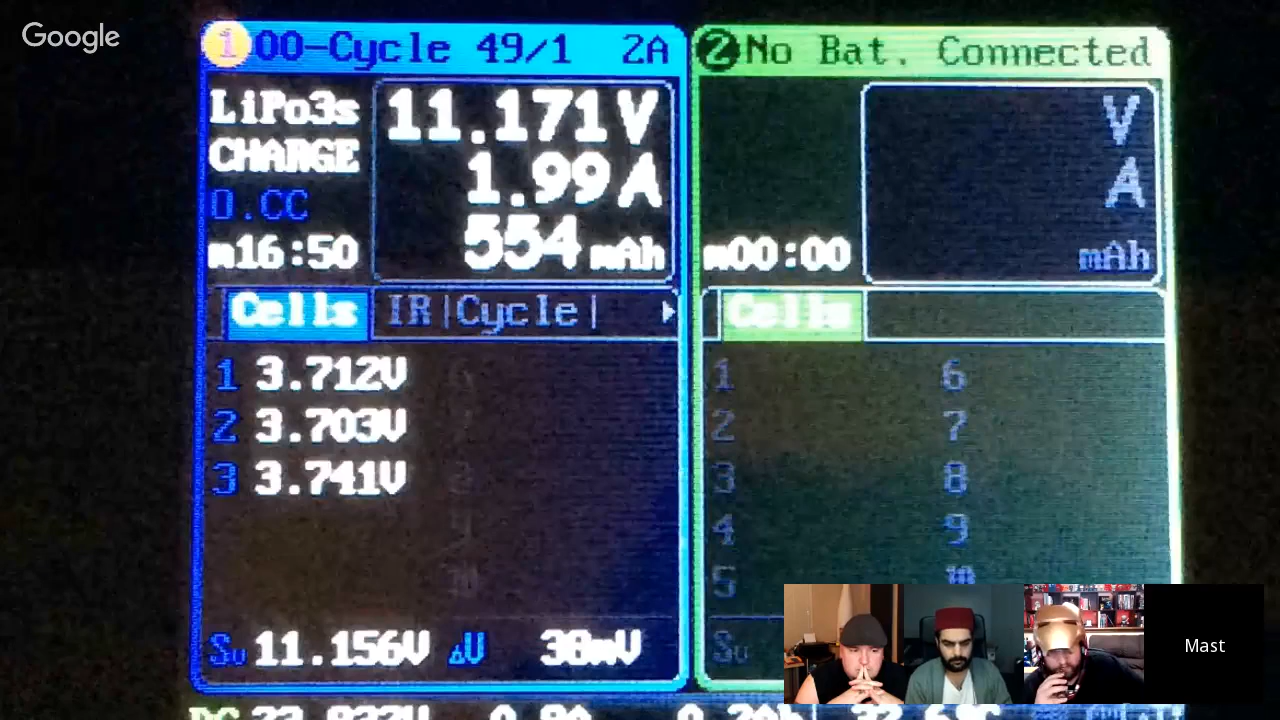 Google
1 00-Cycle 49/1 2A
LiPo3s
CHARGE
D.CC
m16:50
11.171V
1.99A
554mAh
Cells IR|Cycle|
1 3.712V
2 3.703V
3 3.741V
Su 11.156V ΔU 38mV
2 No Bat. Connected
V
A
m00:00 mAh
Cells
1 6
2 7
3 8
4 9
5 10
Su
Mast